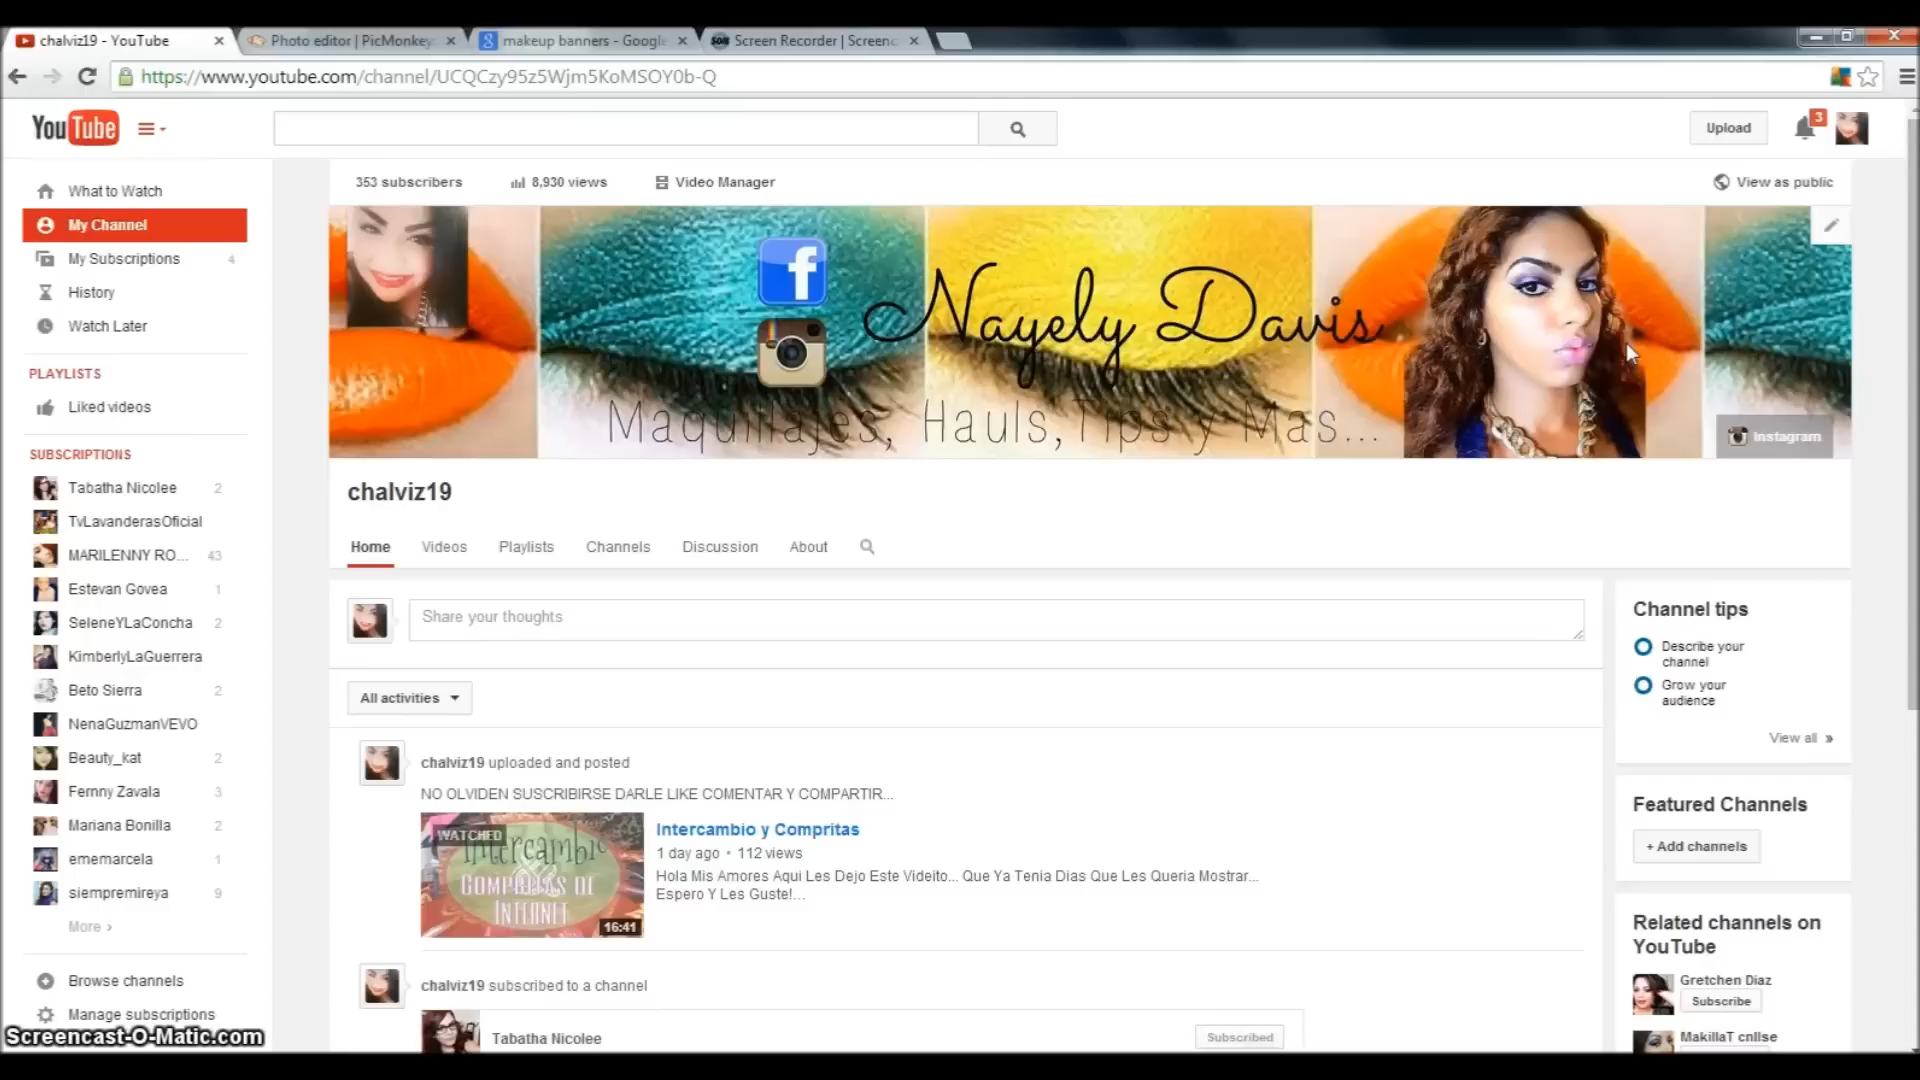 chalviz19 - YouTube
Photo editor | PicMonkey
makeup banners - Google
Screen Recorder | Screenc
https://www.youtube.com/channel/UCQCzy95z5Wjm5KoMSOY0b-Q
YouTube
Upload
3
What to Watch
My Channel
My Subscriptions 4
History
Watch Later
PLAYLISTS
Liked videos
SUBSCRIPTIONS
Tabatha Nicolee 2
TvLavanderasOficial
MARILENNY RO... 43
Estevan Govea 1
SeleneYLaConcha 2
KimberlyLaGuerrera
Beto Sierra 2
NenaGuzmanVEVO
Beauty_kat 2
Fernny Zavala 3
Mariana Bonilla 2
ememarcela 1
siempremireya 9
More ›
Browse channels
Manage subscriptions
Screencast-O-Matic.com
353 subscribers 8,930 views Video Manager View as public
Nayely Davis
Maquillajes, Hauls,Tips y Mas...
Instagram
chalviz19
Home Videos Playlists Channels Discussion About
Share your thoughts
All activities
chalviz19 uploaded and posted
NO OLVIDEN SUSCRIBIRSE DARLE LIKE COMENTAR Y COMPARTIR...
WATCHED
Intercambio
&
COMPRITAS DE
INTERNET
16:41
Intercambio y Compritas
1 day ago • 112 views
Hola Mis Amores Aqui Les Dejo Este Videito... Que Ya Tenia Dias Que Les Queria Mostrar...
Espero Y Les Guste!...
chalviz19 subscribed to a channel
Tabatha Nicolee
Subscribed
Channel tips
Describe your
channel
Grow your
audience
View all »
Featured Channels
+ Add channels
Related channels on
YouTube
Gretchen Diaz
Subscribe
MakillaT cnllse